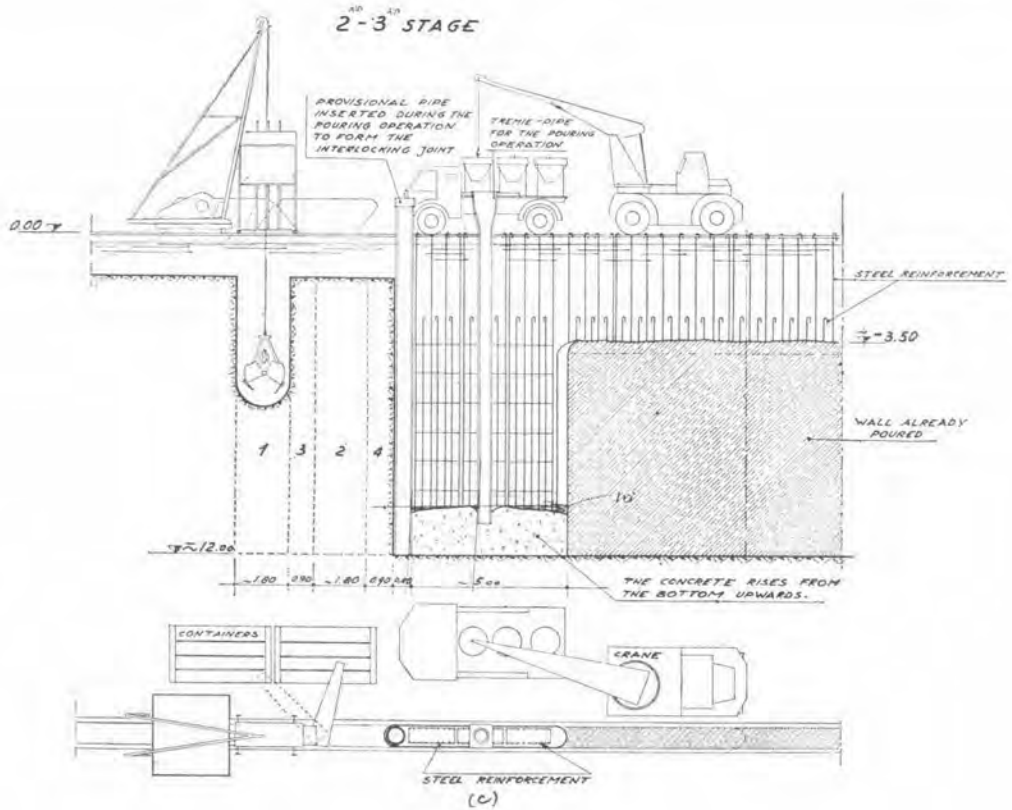 2ND - 3RD STAGE
PROVISIONAL PIPE
INSERTED DURING THE
POURING OPERATION
TO FORM THE
INTERLOCKING JOINT
TREMIE-PIPE
FOR THE POURING
OPERATION
0.00
STEEL REINFORCEMENT
~-3.50
WALL ALREADY
POURED
1 3 2 4
~12.00
~1.80 0.90 ~1.80 0.90 ~5.00
THE CONCRETE RISES FROM
THE BOTTOM UPWARDS.
CONTAINERS
CRANE
STEEL REINFORCEMENT
(C)